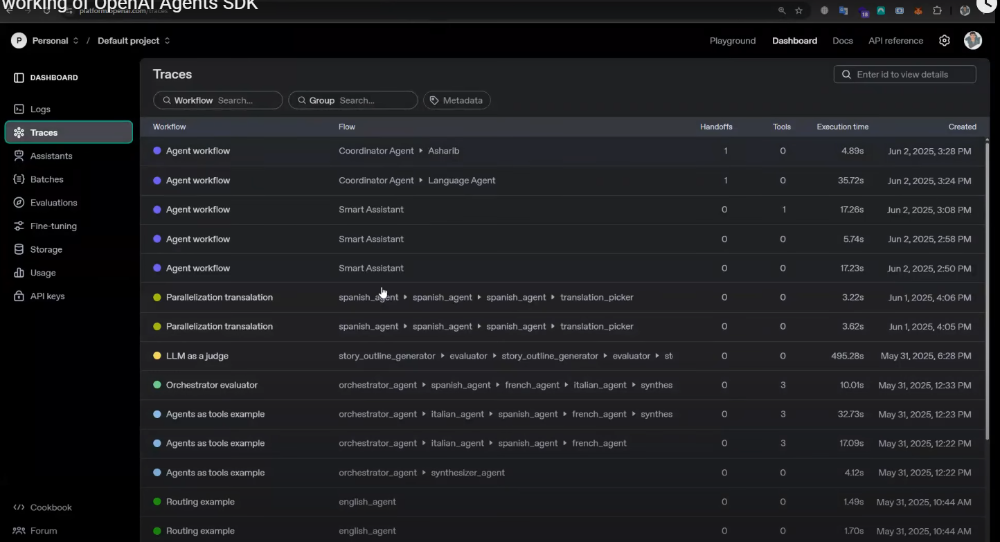 working of OpenAI Agents SDK
platform.openai.com/traces
18
P Personal / Default project
Playground Dashboard Docs API reference
DASHBOARD
Logs
Traces
Assistants
Batches
Evaluations
Fine-tuning
Storage
Usage
API keys
Cookbook
Forum
Traces
Enter id to view details
Workflow Search... Group Search... Metadata
Workflow Flow Handoffs Tools Execution time Created
Agent workflow Coordinator Agent Asharib 1 0 4.89s Jun 2, 2025, 3:28 PM
Agent workflow Coordinator Agent Language Agent 1 0 35.72s Jun 2, 2025, 3:24 PM
Agent workflow Smart Assistant 0 1 17.26s Jun 2, 2025, 3:08 PM
Agent workflow Smart Assistant 0 0 5.74s Jun 2, 2025, 2:58 PM
Agent workflow Smart Assistant 0 0 17.23s Jun 2, 2025, 2:50 PM
Parallelization transalation spanish_agent spanish_agent spanish_agent translation_picker 0 0 3.22s Jun 1, 2025, 4:06 PM
Parallelization transalation spanish_agent spanish_agent spanish_agent translation_picker 0 0 3.62s Jun 1, 2025, 4:05 PM
LLM as a judge story_outline_generator evaluator story_outline_generator evaluator st 0 0 495.28s May 31, 2025, 6:28 PM
Orchestrator evaluator orchestrator_agent spanish_agent french_agent italian_agent synthes 0 3 10.01s May 31, 2025, 12:33 PM
Agents as tools example orchestrator_agent italian_agent spanish_agent french_agent synthes 0 3 32.73s May 31, 2025, 12:23 PM
Agents as tools example orchestrator_agent italian_agent spanish_agent french_agent 0 3 17.09s May 31, 2025, 12:22 PM
Agents as tools example orchestrator_agent synthesizer_agent 0 0 4.12s May 31, 2025, 12:22 PM
Routing example english_agent 0 0 1.49s May 31, 2025, 10:44 AM
Routing example english_agent 0 0 1.70s May 31, 2025, 10:44 AM